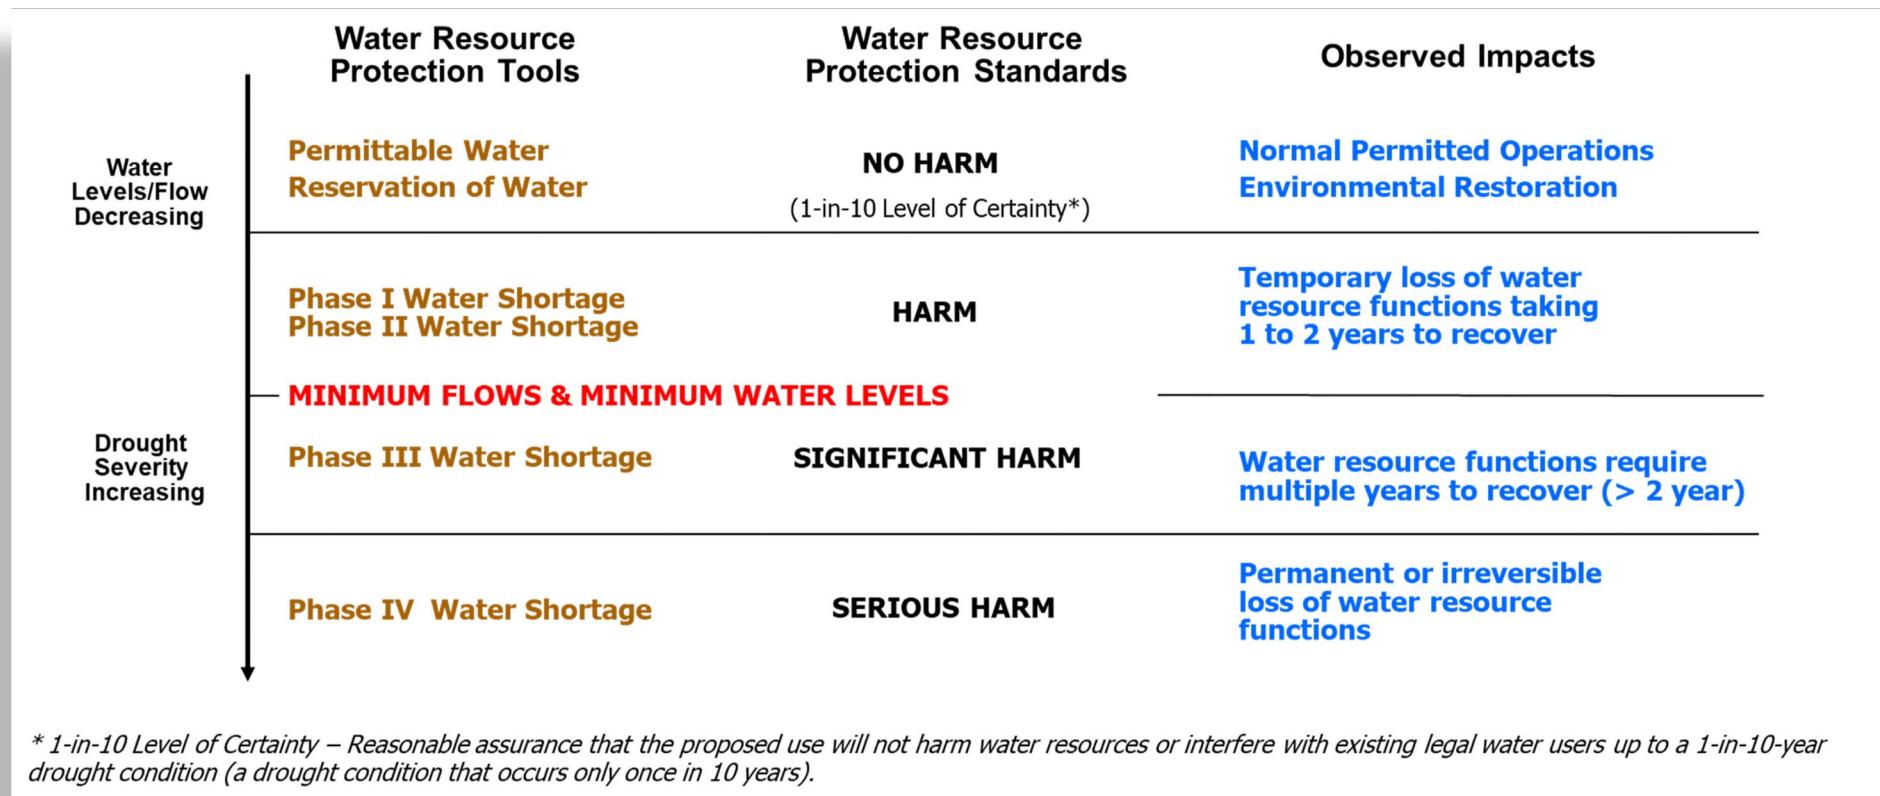 Water Resource
Protection Tools
Water Resource
Protection Standards
Observed Impacts
Water
Levels/Flow
Decreasing
Permittable Water
Reservation of Water
NO HARM
(1-in-10 Level of Certainty*)
Normal Permitted Operations
Environmental Restoration
Phase I Water Shortage
Phase II Water Shortage
HARM
Temporary loss of water
resource functions taking
1 to 2 years to recover
MINIMUM FLOWS & MINIMUM WATER LEVELS
Drought
Severity
Increasing
Phase III Water Shortage
SIGNIFICANT HARM
Water resource functions require
multiple years to recover (> 2 year)
Phase IV Water Shortage
SERIOUS HARM
Permanent or irreversible
loss of water resource
functions
* 1-in-10 Level of Certainty – Reasonable assurance that the proposed use will not harm water resources or interfere with existing legal water users up to a 1-in-10-year
drought condition (a drought condition that occurs only once in 10 years).